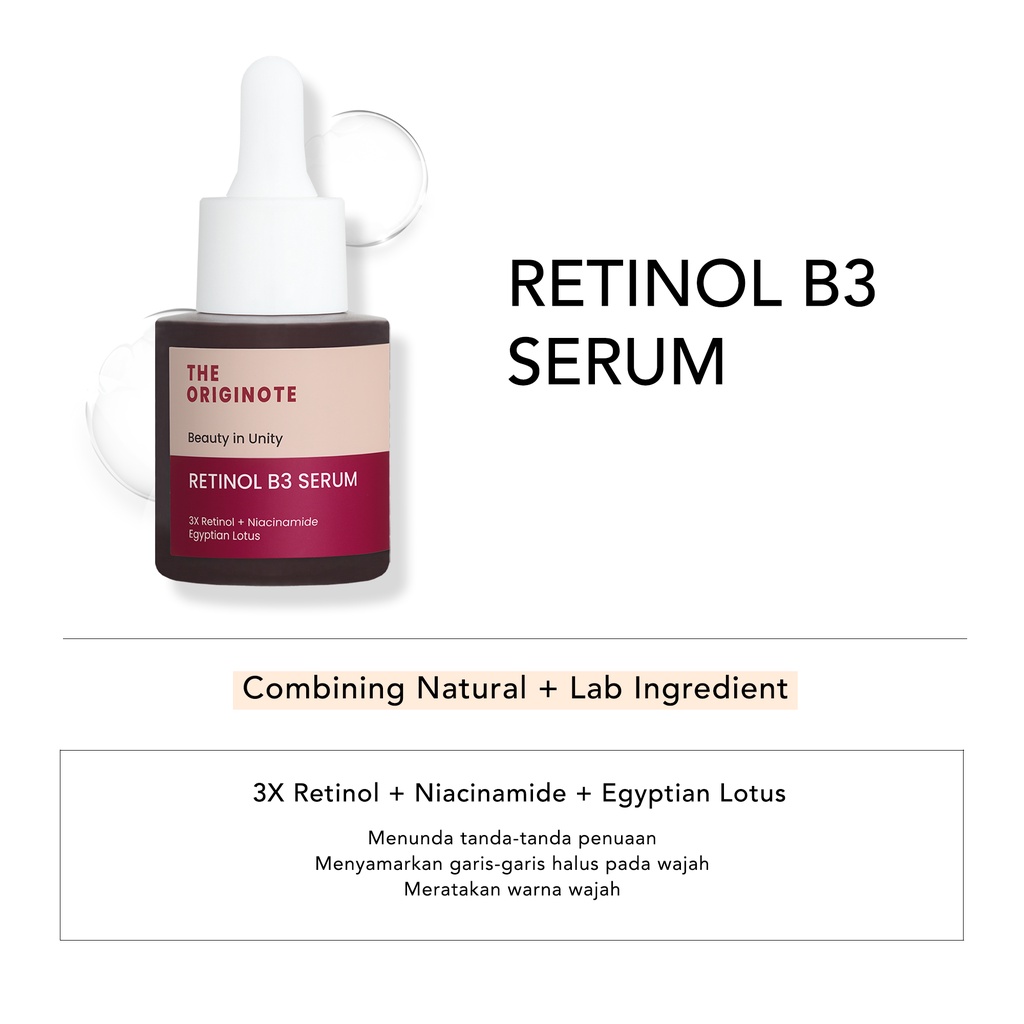 THE
ORIGINOTE
Beauty in Unity
RETINOL B3 SERUM
3X Retinol + Niacinamide
Egyptian Lotus
RETINOL B3
SERUM
Combining Natural + Lab Ingredient
3X Retinol + Niacinamide + Egyptian Lotus
Menunda tanda-tanda penuaan
Menyamarkan garis-garis halus pada wajah
Meratakan warna wajah